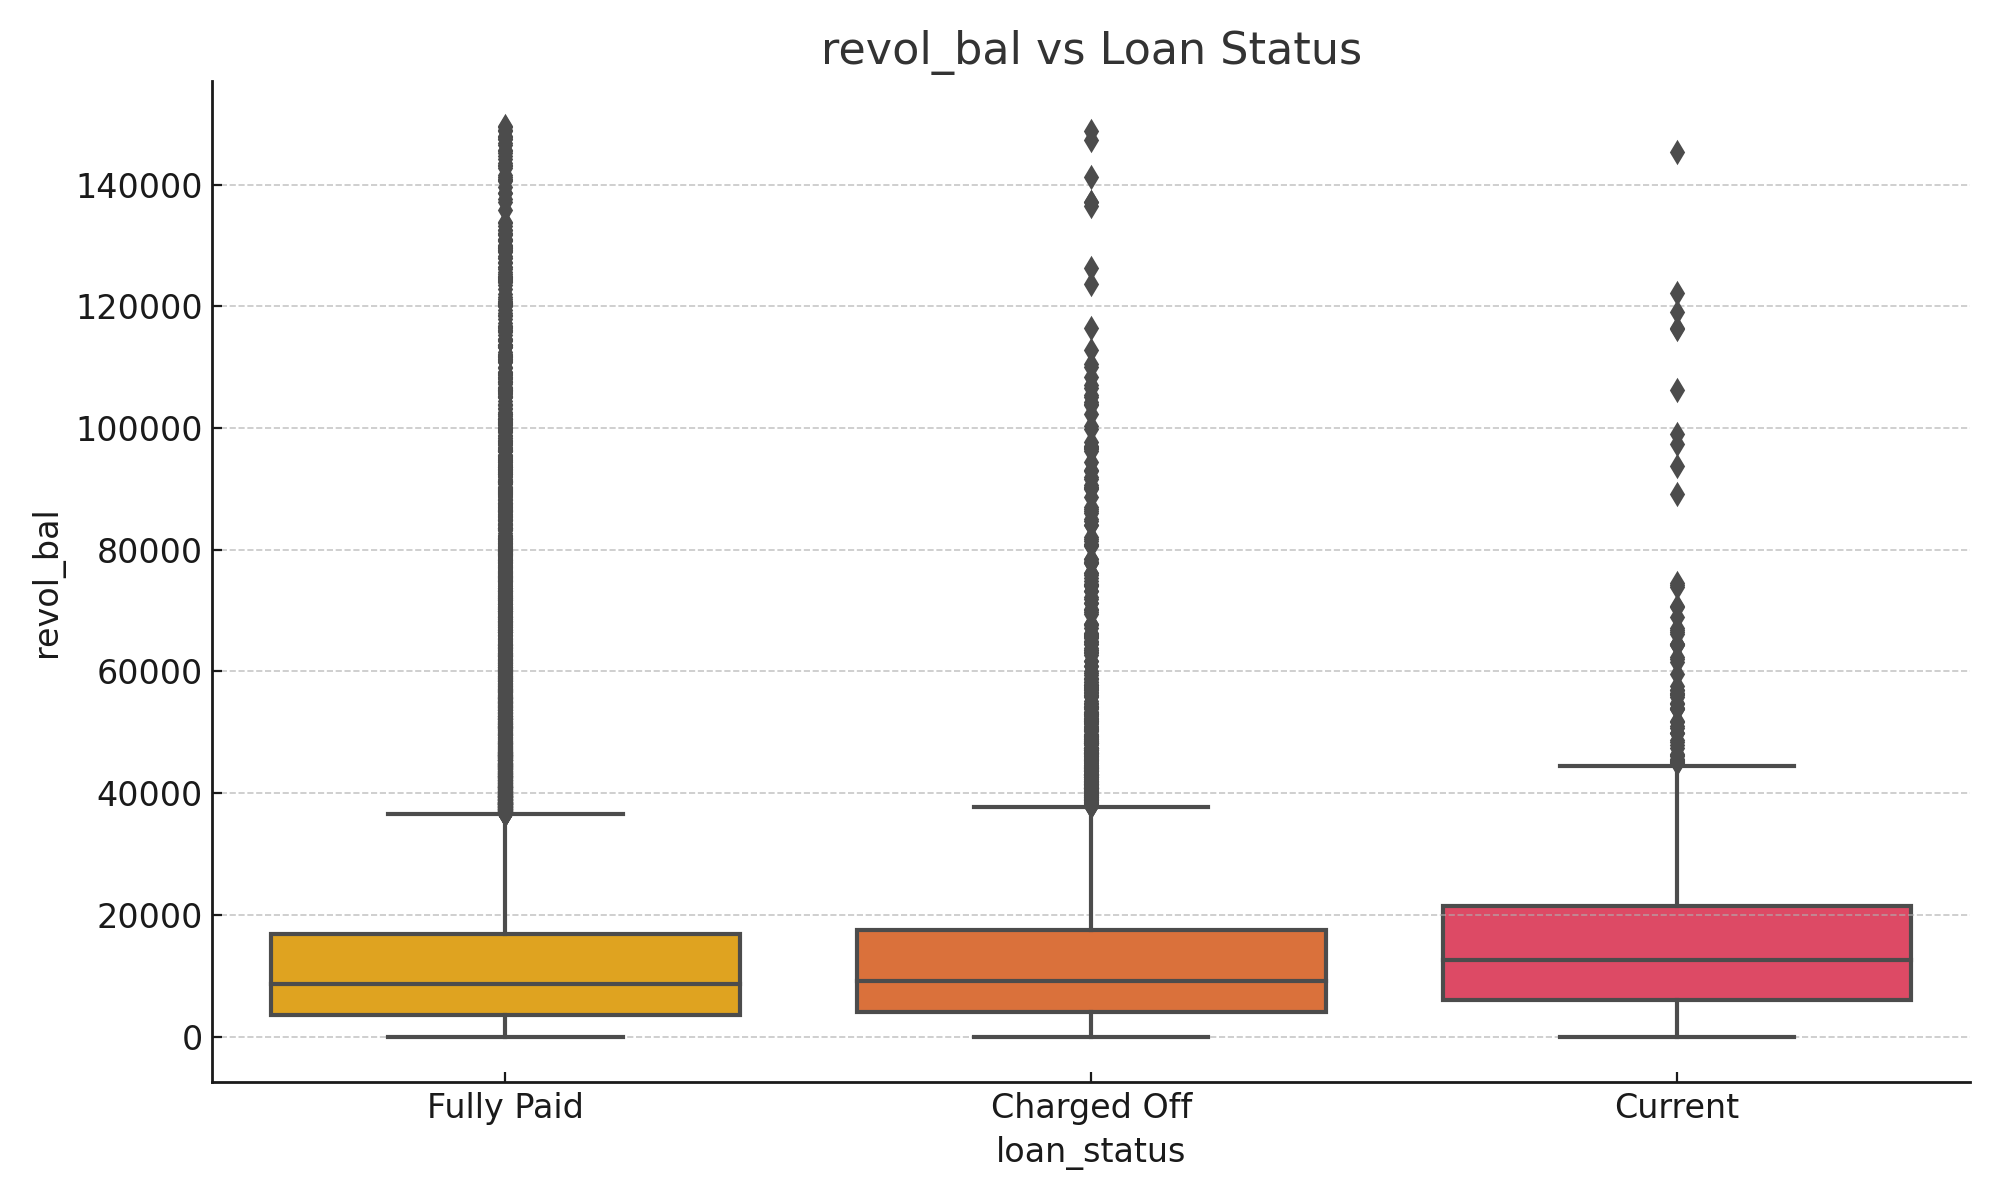 revol_bal vs Loan Status
revol_bal
140000
120000
100000
80000
60000
40000
20000
0
Fully Paid
Charged Off
Current
loan_status